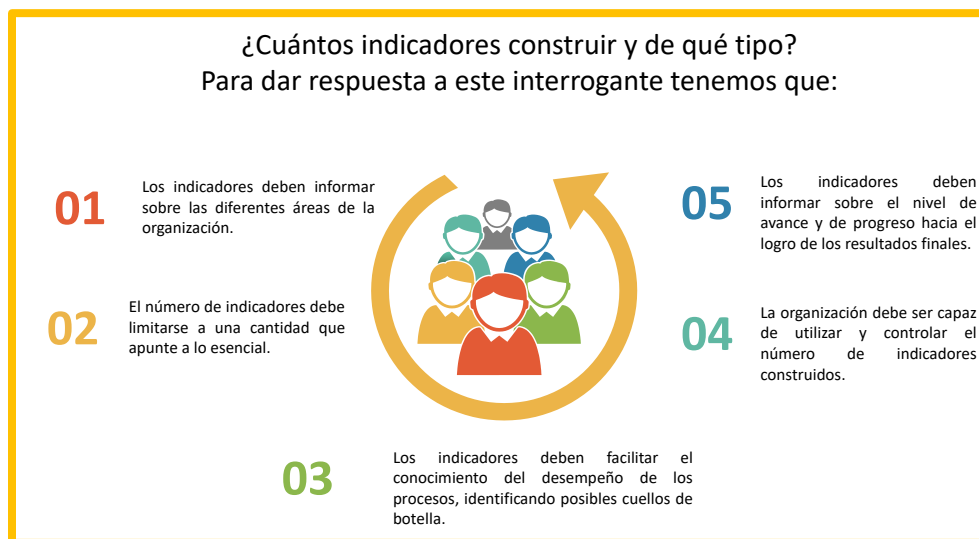 ¿Cuántos indicadores construir y de qué tipo?
Para dar respuesta a este interrogante tenemos que:
01
Los indicadores deben informar
sobre las diferentes áreas de la
organización.
02
El número de indicadores debe
limitarse a una cantidad que
apunte a lo esencial.
03
Los indicadores deben facilitar el
conocimiento del desempeño de los
procesos, identificando posibles cuellos de
botella.
04
La organización debe ser capaz
de utilizar y controlar el
número de indicadores
construidos.
05
Los indicadores deben
informar sobre el nivel de
avance y de progreso hacia el
logro de los resultados finales.